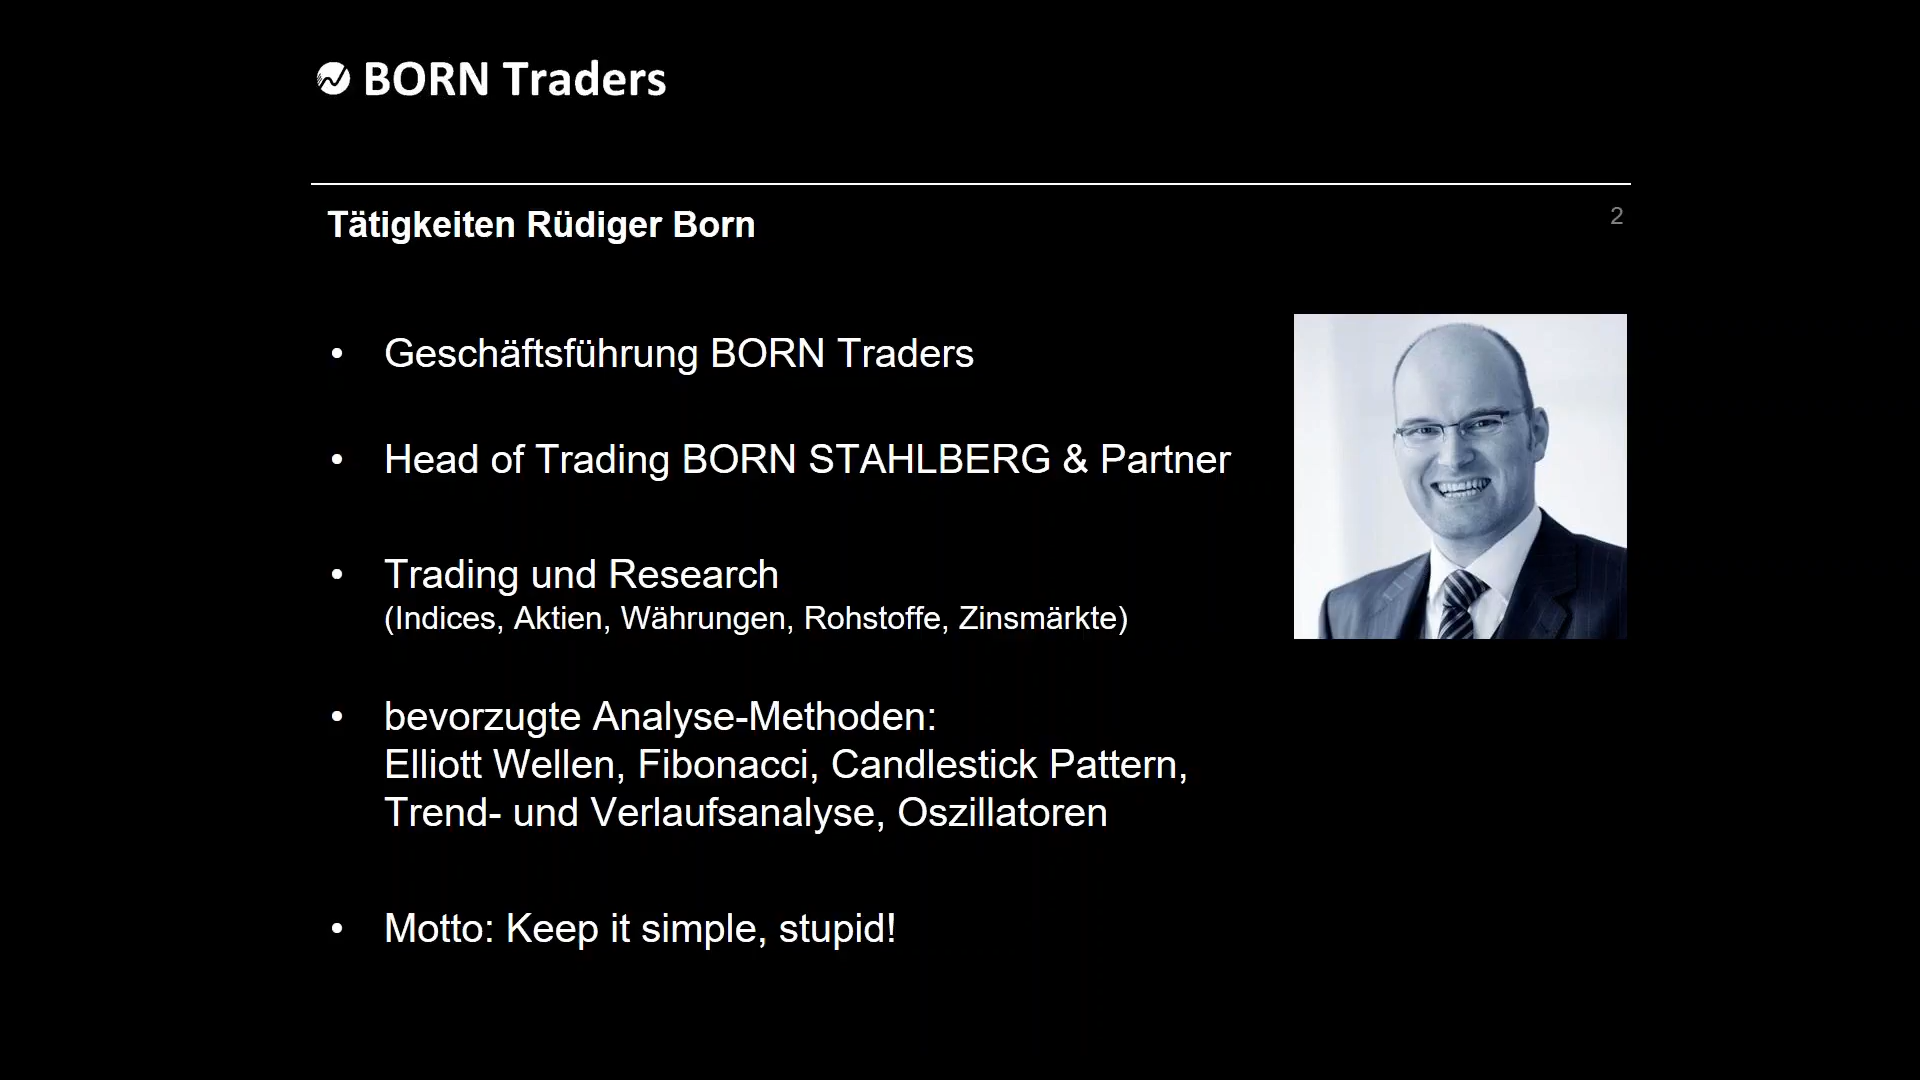 BORN Traders
Tätigkeiten Rüdiger Born
2
• Geschäftsführung BORN Traders
• Head of Trading BORN STAHLBERG & Partner
• Trading und Research
(Indices, Aktien, Währungen, Rohstoffe, Zinsmärkte)
• bevorzugte Analyse-Methoden:
Elliott Wellen, Fibonacci, Candlestick Pattern,
Trend- und Verlaufsanalyse, Oszillatoren
• Motto: Keep it simple, stupid!